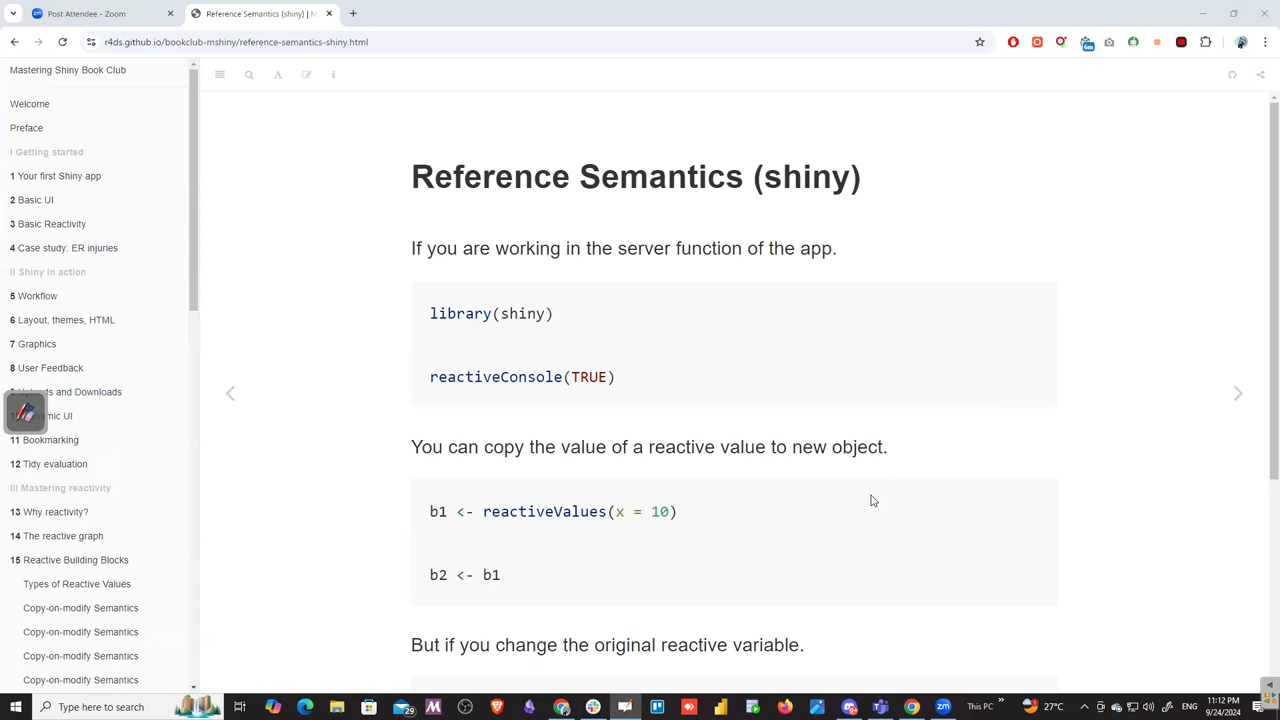 Post Attendee - Zoom
Reference Semantics (shiny) | M
r4ds.github.io/bookclub-mshiny/reference-semantics-shiny.html
6m
Mastering Shiny Book Club
Welcome
Preface
I Getting started
1 Your first Shiny app
2 Basic UI
3 Basic Reactivity
4 Case study: ER injuries
II Shiny in action
5 Workflow
6 Layout, themes, HTML
7 Graphics
8 User Feedback
9 Uploads and Downloads
amic UI
11 Bookmarking
12 Tidy evaluation
III Mastering reactivity
13 Why reactivity?
14 The reactive graph
15 Reactive Building Blocks
Types of Reactive Values
Copy-on-modify Semantics
Copy-on-modify Semantics
Copy-on-modify Semantics
Copy-on-modify Semantics
Reference Semantics (shiny)
If you are working in the server function of the app.
library(shiny)
reactiveConsole(TRUE)
You can copy the value of a reactive value to new object.
b1 <- reactiveValues(x = 10)
b2 <- b1
But if you change the original reactive variable.
Type here to search
29
This PC
27°C
11:12 PM
9/24/2024